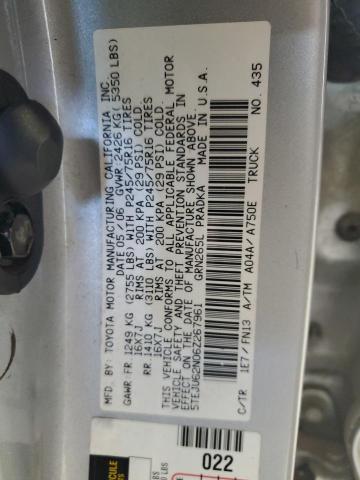 MFD. BY: TOYOTA MOTOR MANUFACTURING CALIFORNIA INC.
DATE 05 / 06 GVWR:2426 KG( 5350 LBS)
GAWR FR 1249 KG (2755 LBS) WITH P245/75R16 TIRES
16X7J RIMS AT 200 KPA (29 PSI) COLD.
RR 1410 KG (3110 LBS) WITH P245/75R16 TIRES
16X7J RIMS AT 200 KPA (29 PSI) COLD.
THIS VEHICLE CONFORMS TO ALL APPLICABLE FEDERAL MOTOR
VEHICLE SAFETY AND THEFT PREVENTION STANDARDS IN
EFFECT ON THE DATE OF MANUFACTURE SHOWN ABOVE.
5TEJU62N06Z267961 GRN265L PRADKA MADE IN U.S.A.
C/TR 1E7 / FN13 A/TM A04A/ A750E TRUCK NO. 435
022
LBS